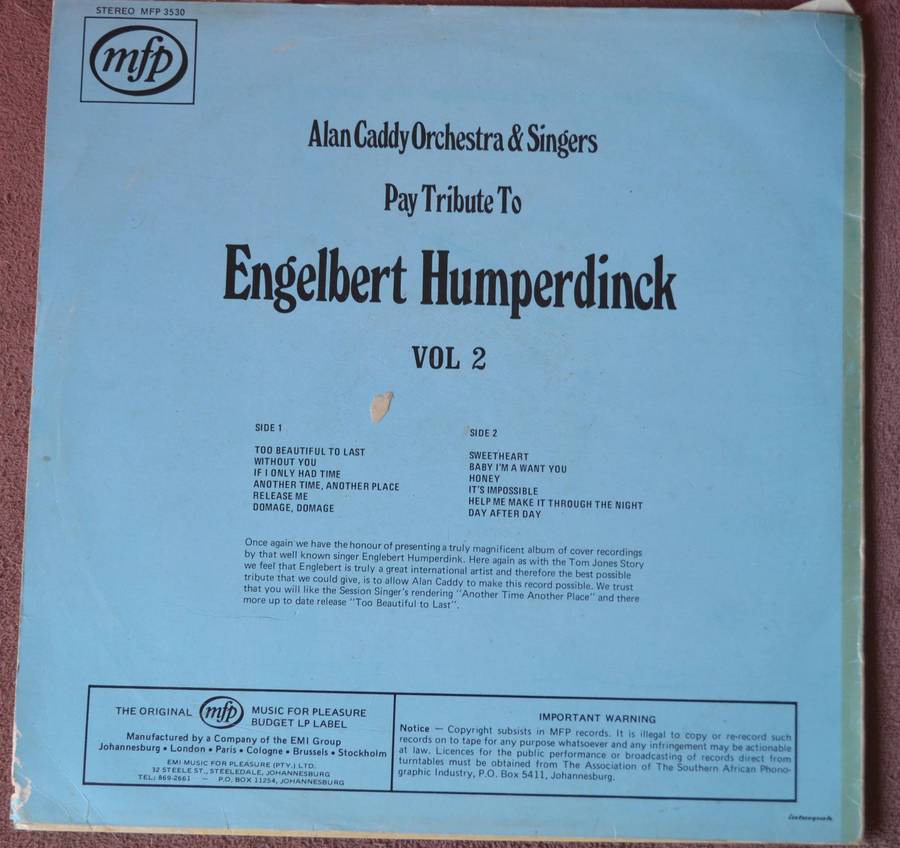 STEREO MFP 3530
mfp
Alan Caddy Orchestra & Singers
Pay Tribute To
Engelbert Humperdinck
VOL 2
SIDE 1
TOO BEAUTIFUL TO LAST
WITHOUT YOU
IF I ONLY HAD TIME
ANOTHER TIME, ANOTHER PLACE
RELEASE ME
DOMAGE, DOMAGE
SIDE 2
SWEETHEART
BABY I'M A WANT YOU
HONEY
IT'S IMPOSSIBLE
HELP ME MAKE IT THROUGH THE NIGHT
DAY AFTER DAY
Once again we have the honour of presenting a truly magnificent album of cover recordings
by that well known singer Englebert Humperdink. Here again as with the Tom Jones Story
we feel that Englebert is truly a great international artist and therefore the best possible
tribute that we could give, is to allow Alan Caddy to make this record possible. We trust
that you will like the Session Singer's rendering "Another Time Another Place" and there
more up to date release "Too Beautiful to Last".
THE ORIGINAL mfp MUSIC FOR PLEASURE
BUDGET LP LABEL
Manufactured by a Company of the EMI Group
Johannesburg • London • Paris • Cologne • Brussels • Stockholm
EMI MUSIC FOR PLEASURE (PTY.) LTD.
32 STEELE ST., STEELEDALE, JOHANNESBURG
TEL: 869-2661 — P.O. BOX 11254, JOHANNESBURG
IMPORTANT WARNING
Notice — Copyright subsists in MFP records. It is illegal to copy or re-record such
records on to tape for any purpose whatsoever and any infringement may be actionable
at law. Licences for the public performance or broadcasting of records direct from
turntables must be obtained from The Association of The Southern African Phono-
graphic Industry, P.O. Box 5411, Johannesburg.